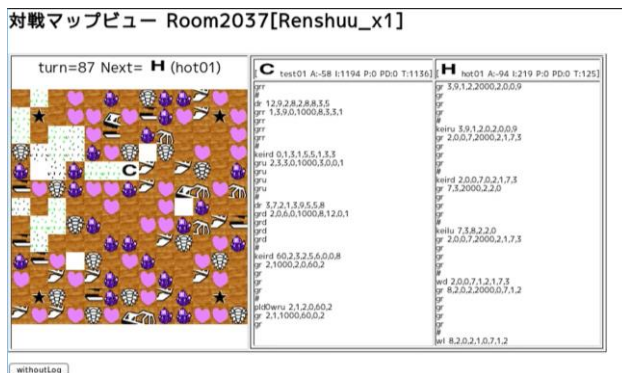 対戦マップビュー Room2037[Renshuu_x1]
turn=87 Next= H (hot01)
C
[ C test01 A:-58 I:1194 P:0 PD:0 T:1136]
grr
#
dr 12,9,2,8,2,8,8,3,5
grr 1,3,9,0,1000,8,3,3,1
grr
grr
grr
#
keird 0,1,3,1,5,5,1,3,3
gru 2,3,3,0,1000,3,0,0,1
gru
gru
gru
#
dr 3,7,2,1,3,9,5,5,8
grd 2,0,6,0,1000,8,12,0,1
grd
grd
grd
#
keird 60,2,3,2,5,6,0,0,8
gr 2,1000,2,0,60,2
gr
gr
gr
gr
#
pld0wru 2,1,2,0,60,2
gr 2,1,1000,60,0,2
gr
[ H hot01 A:-94 I:219 P:0 PD:0 T:125]
gr 3,9,1,2,2000,2,0,0,9
gr
gr
gr
#
keiru 3,9,1,2,0,2,0,0,9
gr 2,0,0,7,2000,2,1,7,3
gr
gr
gr
#
keird 2,0,0,7,0,2,1,7,3
gr 7,3,2000,2,2,0
gr
gr
gr
#
keilu 7,3,8,2,2,0
gr 2,0,0,7,2000,2,1,7,3
gr
gr
gr
#
wd 2,0,0,7,1,2,1,7,3
gr 8,2,0,2,2000,0,7,1,2
gr
gr
gr
#
wl 8,2,0,2,1,0,7,1,2
withoutLog